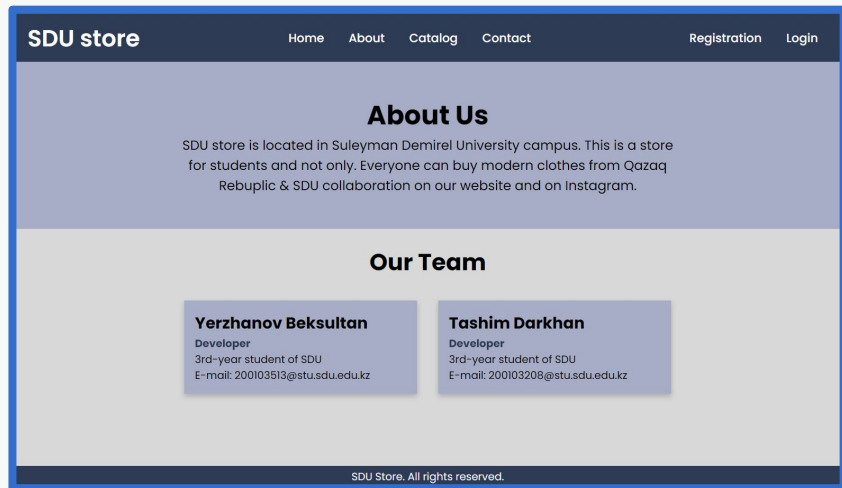 SDU store
Home About Catalog Contact
Registration Login
About Us
SDU store is located in Suleyman Demirel University campus. This is a store
for students and not only. Everyone can buy modern clothes from Qazaq
Rebuplic & SDU collaboration on our website and on Instagram.
Our Team
Yerzhanov Beksultan
Developer
3rd-year student of SDU
E-mail: 200103513@stu.sdu.edu.kz
Tashim Darkhan
Developer
3rd-year student of SDU
E-mail: 200103208@stu.sdu.edu.kz
SDU Store. All rights reserved.